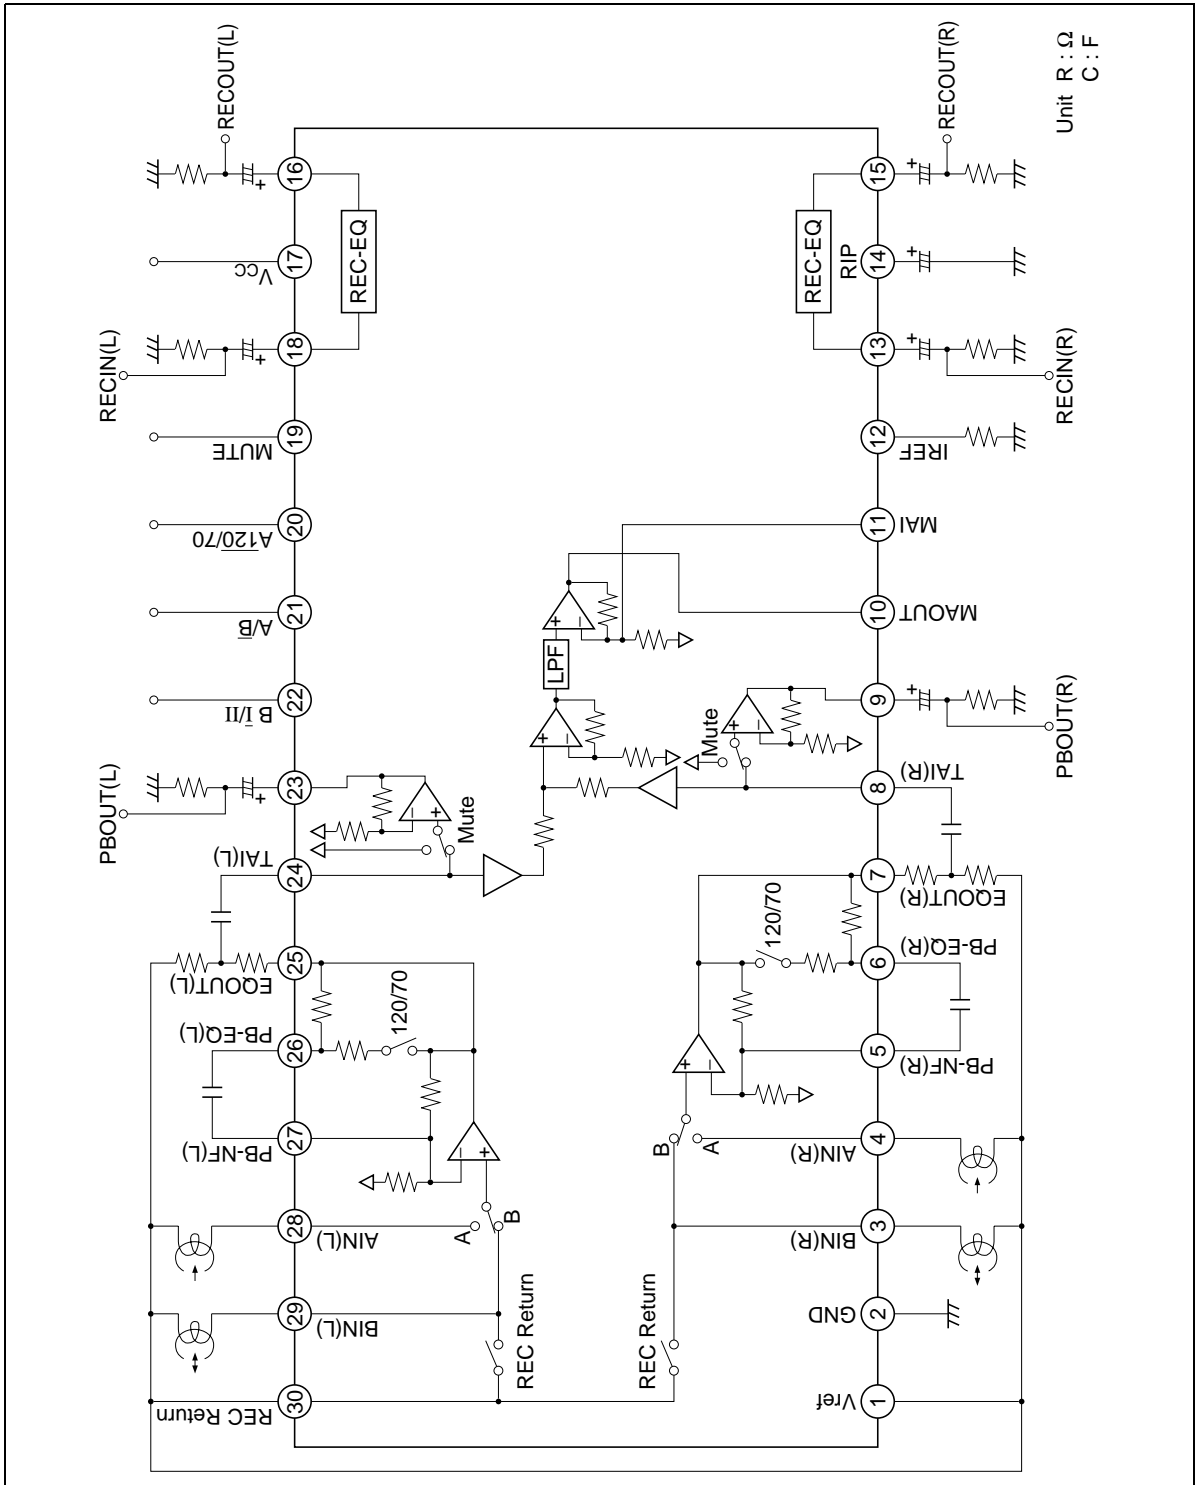 Unit R : Ω
C : F
RECOUT(L)
RECOUT(R)
16
REC-EQ
15
REC-EQ
17
Vcc
14
RIP
18
RECIN(L)
13
RECIN(R)
19
MUTE
12
IREF
20
A120/70
11
MAI
21
A/B
10
MAOUT
22
B I/II
LPF
9
PBOUT(R)
23
PBOUT(L)
Mute
Mute
8
TAI(R)
24
TAI(L)
7
EQOUT(R)
25
EQOUT(L)
120/70
120/70
6
PB-EQ(R)
26
PB-EQ(L)
5
PB-NF(R)
27
PB-NF(L)
4
AIN(R)
B
A
28
AIN(L)
A
B
3
BIN(R)
29
BIN(L)
REC Return
REC Return
2
GND
30
REC Return
1
Vref
+
+
+
+
+
+
+
+
−
+
−
+
−
+
−
+
−
+
−